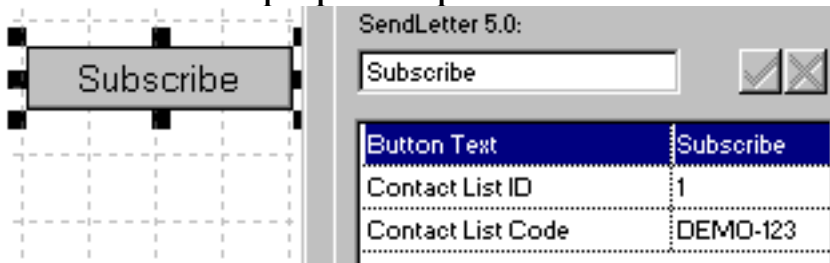 SendLetter 5.0:
Subscribe
Subscribe
Button Text Subscribe
Contact List ID 1
Contact List Code DEMO-123